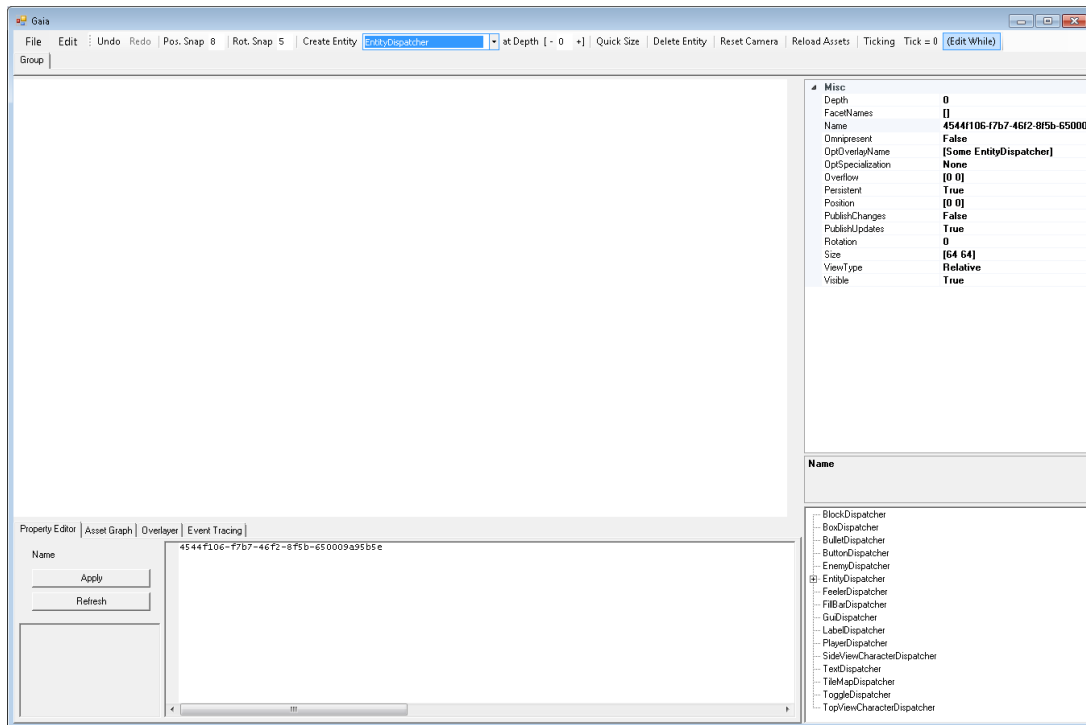 Gaia
File Edit Undo Redo Pos. Snap 8 Rot. Snap 5 Create Entity EntityDispatcher at Depth [ - 0 +] Quick Size Delete Entity Reset Camera Reload Assets Ticking Tick = 0 (Edit While)
Group
Misc
Depth 0
FacetNames []
Name 4544f106-f7b7-46f2-8f5b-650009
Omnipresent False
OptOverlayName [Some EntityDispatcher]
OptSpecialization None
Overflow [0 0]
Persistent True
Position [0 0]
PublishChanges False
PublishUpdates True
Rotation 0
Size [64 64]
ViewType Relative
Visible True
Name
Property Editor Asset Graph Overlayer Event Tracing
Name
Apply
Refresh
4544f106-f7b7-46f2-8f5b-650009a95b5e
BlockDispatcher
BoxDispatcher
BulletDispatcher
ButtonDispatcher
EnemyDispatcher
EntityDispatcher
FeelerDispatcher
FillBarDispatcher
GuiDispatcher
LabelDispatcher
PlayerDispatcher
SideViewCharacterDispatcher
TextDispatcher
TileMapDispatcher
ToggleDispatcher
TopViewCharacterDispatcher